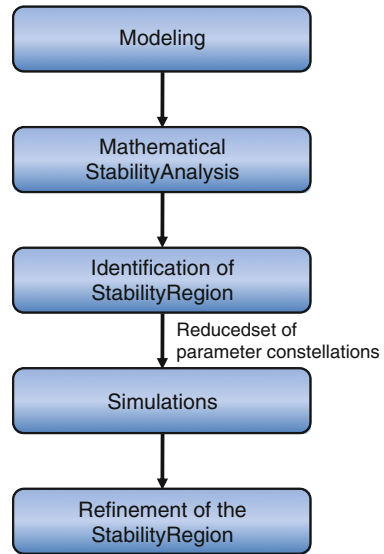 Modeling
Mathematical
StabilityAnalysis
Identification of
StabilityRegion
Reducedset of
parameter constellations
Simulations
Refinement of the
StabilityRegion